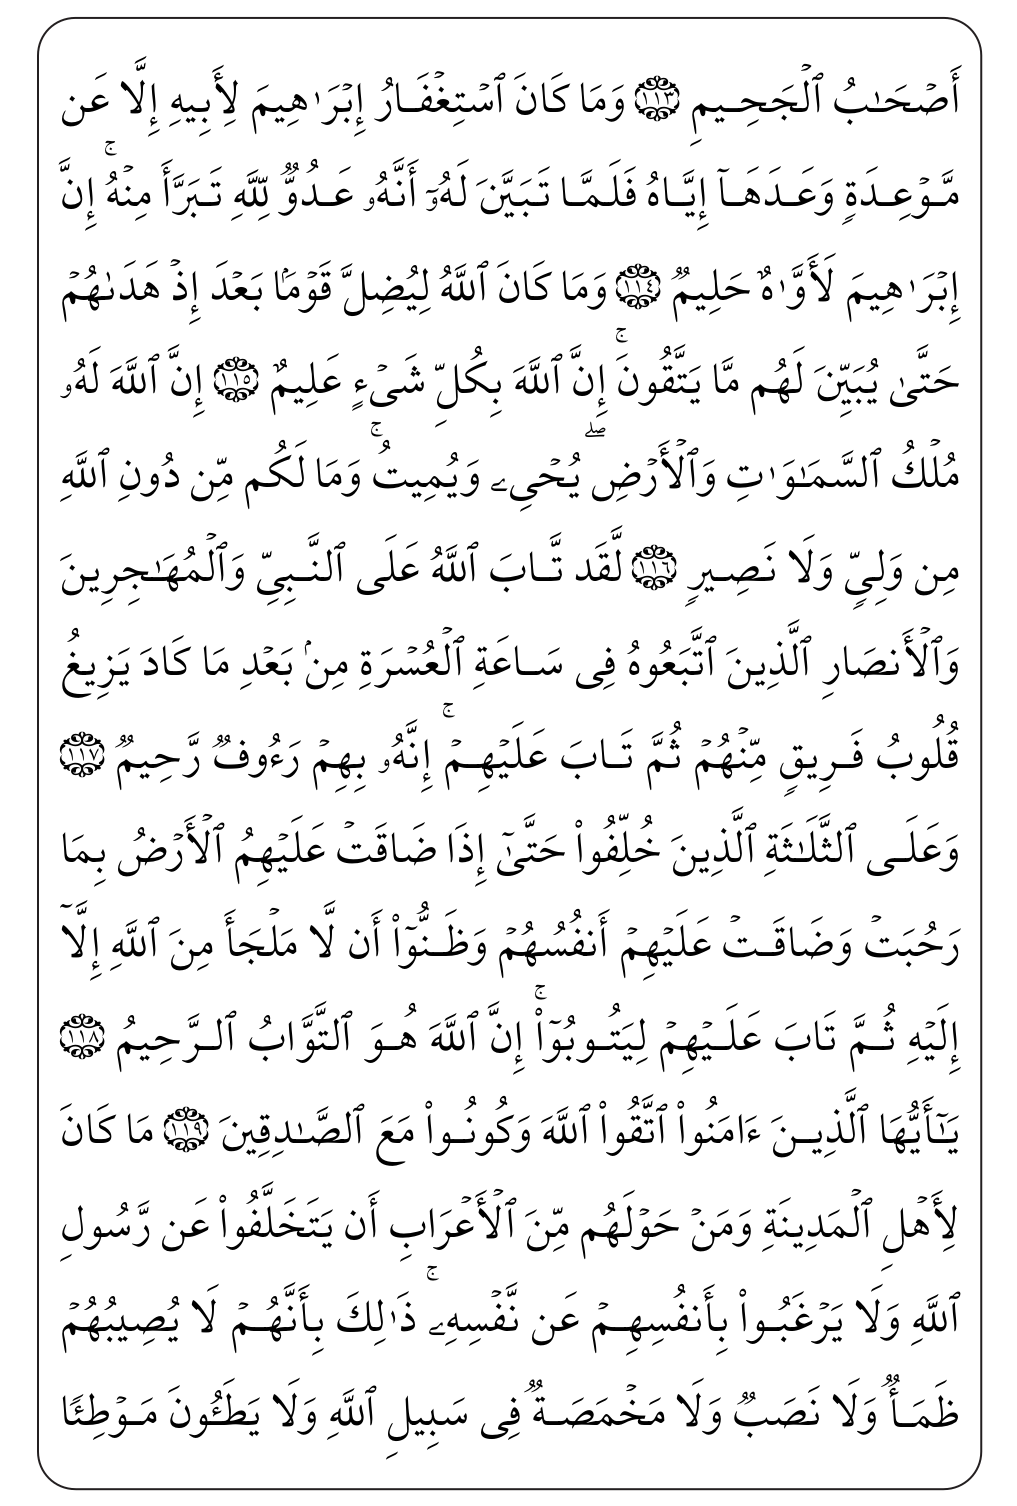 أَصْحَٰبُ ٱلْجَحِيمِ ١١٣ وَمَا كَانَ ٱسْتِغْفَارُ إِبْرَٰهِيمَ لِأَبِيهِ إِلَّا عَن
مَّوْعِدَةٍ وَعَدَهَآ إِيَّاهُ فَلَمَّا تَبَيَّنَ لَهُۥٓ أَنَّهُۥ عَدُوٌّ لِّلَّهِ تَبَرَّأَ مِنْهُۚ إِنَّ
إِبْرَٰهِيمَ لَأَوَّٰهٌ حَلِيمٌ ١١٤ وَمَا كَانَ ٱللَّهُ لِيُضِلَّ قَوْمَۢا بَعْدَ إِذْ هَدَىٰهُمْ
حَتَّىٰ يُبَيِّنَ لَهُم مَّا يَتَّقُونَۚ إِنَّ ٱللَّهَ بِكُلِّ شَىْءٍ عَلِيمٌ ١١٥ إِنَّ ٱللَّهَ لَهُۥ
مُلْكُ ٱلسَّمَٰوَٰتِ وَٱلْأَرْضِۖ يُحْىِۦ وَيُمِيتُۚ وَمَا لَكُم مِّن دُونِ ٱللَّهِ
مِن وَلِىٍّ وَلَا نَصِيرٍ ١١٦ لَّقَد تَّابَ ٱللَّهُ عَلَى ٱلنَّبِىِّ وَٱلْمُهَٰجِرِينَ
وَٱلْأَنصَارِ ٱلَّذِينَ ٱتَّبَعُوهُ فِى سَاعَةِ ٱلْعُسْرَةِ مِنۢ بَعْدِ مَا كَادَ يَزِيغُ
قُلُوبُ فَرِيقٍ مِّنْهُمْ ثُمَّ تَابَ عَلَيْهِمْۚ إِنَّهُۥ بِهِمْ رَءُوفٌ رَّحِيمٌ ١١٧
وَعَلَى ٱلثَّلَٰثَةِ ٱلَّذِينَ خُلِّفُوا۟ حَتَّىٰٓ إِذَا ضَاقَتْ عَلَيْهِمُ ٱلْأَرْضُ بِمَا
رَحُبَتْ وَضَاقَتْ عَلَيْهِمْ أَنفُسُهُمْ وَظَنُّوٓا۟ أَن لَّا مَلْجَأَ مِنَ ٱللَّهِ إِلَّآ
إِلَيْهِ ثُمَّ تَابَ عَلَيْهِمْ لِيَتُوبُوٓا۟ۚ إِنَّ ٱللَّهَ هُوَ ٱلتَّوَّابُ ٱلرَّحِيمُ ١١٨
يَٰٓأَيُّهَا ٱلَّذِينَ ءَامَنُوا۟ ٱتَّقُوا۟ ٱللَّهَ وَكُونُوا۟ مَعَ ٱلصَّٰدِقِينَ ١١٩ مَا كَانَ
لِأَهْلِ ٱلْمَدِينَةِ وَمَنْ حَوْلَهُم مِّنَ ٱلْأَعْرَابِ أَن يَتَخَلَّفُوا۟ عَن رَّسُولِ
ٱللَّهِ وَلَا يَرْغَبُوا۟ بِأَنفُسِهِمْ عَن نَّفْسِهِۦۚ ذَٰلِكَ بِأَنَّهُمْ لَا يُصِيبُهُمْ
ظَمَأٌ وَلَا نَصَبٌ وَلَا مَخْمَصَةٌ فِى سَبِيلِ ٱللَّهِ وَلَا يَطَـُٔونَ مَوْطِئًا